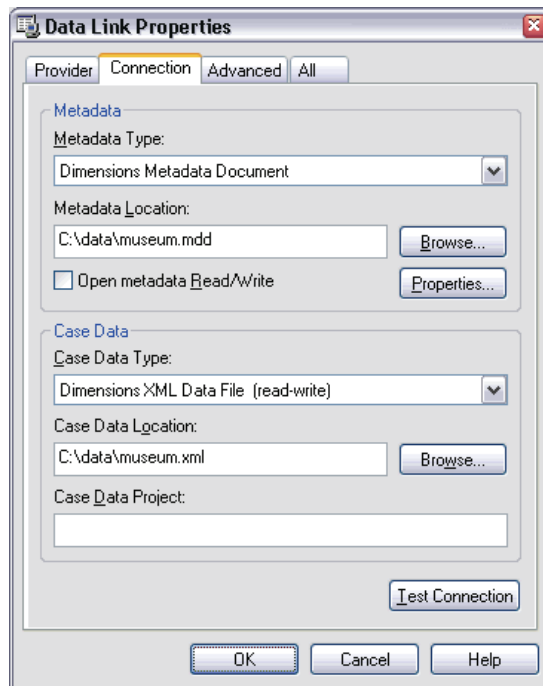 Data Link Properties
Provider Connection Advanced All
Metadata
Metadata Type:
Dimensions Metadata Document
Metadata Location:
C:\data\museum.mdd
Browse...
Open metadata Read/Write
Properties...
Case Data
Case Data Type:
Dimensions XML Data File (read-write)
Case Data Location:
C:\data\museum.xml
Browse...
Case Data Project:
Test Connection
OK Cancel Help